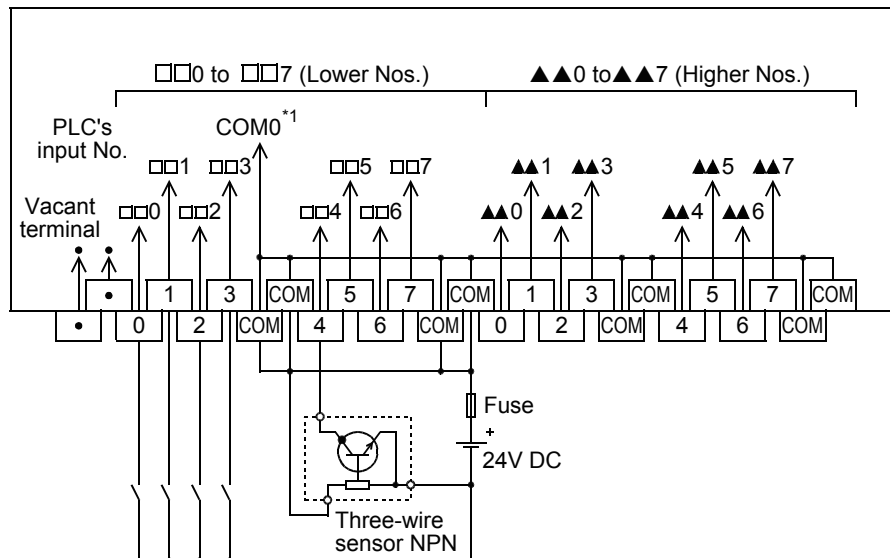 □□0 to □□7 (Lower Nos.) ▲▲0 to▲▲7 (Higher Nos.)
PLC's
input No.
COM0*1
□□1 □□3 □□5 □□7 ▲▲1 ▲▲3 ▲▲5 ▲▲7
Vacant
terminal
□□0 □□2 □□4 □□6 ▲▲0 ▲▲2 ▲▲4 ▲▲6
• 1 3 COM 5 7 COM 1 3 COM 5 7 COM
• 0 2 COM 4 6 COM 0 2 COM 4 6 COM
Fuse
+
24V DC
Three-wire
sensor NPN